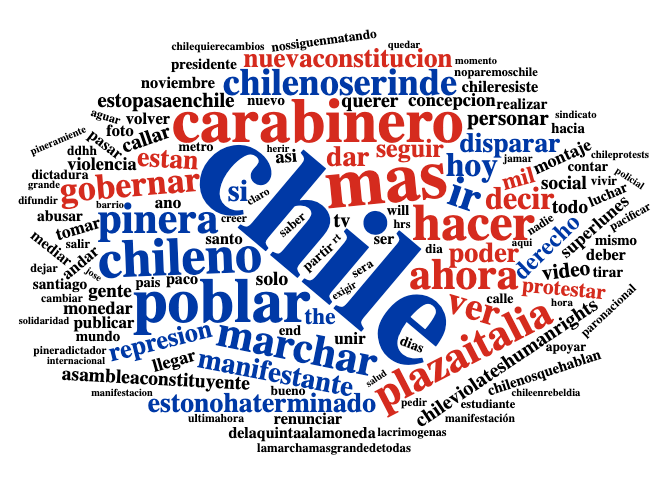 chilequierecambios nossiguenmatando quedar
presidente nuevaconstitucion momento
noviembre chilenoserinde noparemoschile
chileresiste
estopasaenchile nuevo querer concepcion realizar
aguar volver carabinero personar sindicato
pineramiente pasar foto callar hacia
ddhh metro herir asi dar seguir disparar
violencia estan hoy jamar montaje chileprotests
dictadura chile mas mil contar
grande gobernar si claro ir decir social vivir policial
difundir barrio ano todo luchar
abusar pinera creer saber tv will hacer nadie superlunes pacificar
tomar hrs
mediar salir santo partir rt ser dia poder aqui derecho mismo
andar chileno deber
dejar jose solo sera ahora video tirar
santiago gente pais paco exigir protestar
cambiar poblar ver calle hora
monedar the paronacional
solidaridad publicar end unir plazaitalia
mundo represion marchar dias
pineradictador chileviolateshumanrights apoyar
internacional llegar manifestante chilenosquehablan
asambleaconstituyente salud
manifestacion bueno chileenrebeldia
estonohaterminado pedir estudiante
ultimahora renunciar manifestación
delaquintaalamoneda lacrimogenas
lamarchamasgrandedetodas